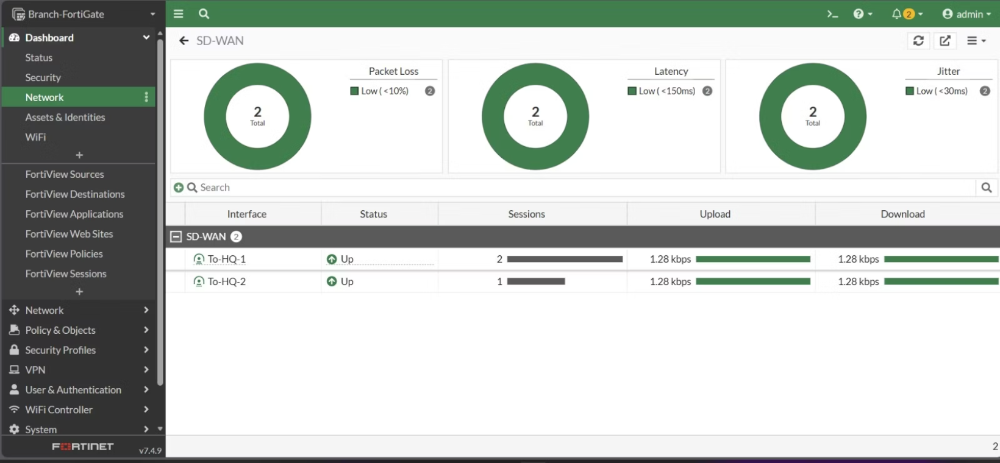 Branch-FortiGate
>_
2
admin
Dashboard
Status
Security
Network
Assets & Identities
WiFi
FortiView Sources
FortiView Destinations
FortiView Applications
FortiView Web Sites
FortiView Policies
FortiView Sessions
Network
Policy & Objects
Security Profiles
VPN
User & Authentication
WiFi Controller
System
FORTINET
v7.4.9
SD-WAN
2
Total
Packet Loss
Low ( <10%) 2
2
Total
Latency
Low ( <150ms) 2
2
Total
Jitter
Low ( <30ms) 2
Search
Interface Status Sessions Upload Download
SD-WAN 2
To-HQ-1 Up 2 1.28 kbps 1.28 kbps
To-HQ-2 Up 1 1.28 kbps 1.28 kbps
2